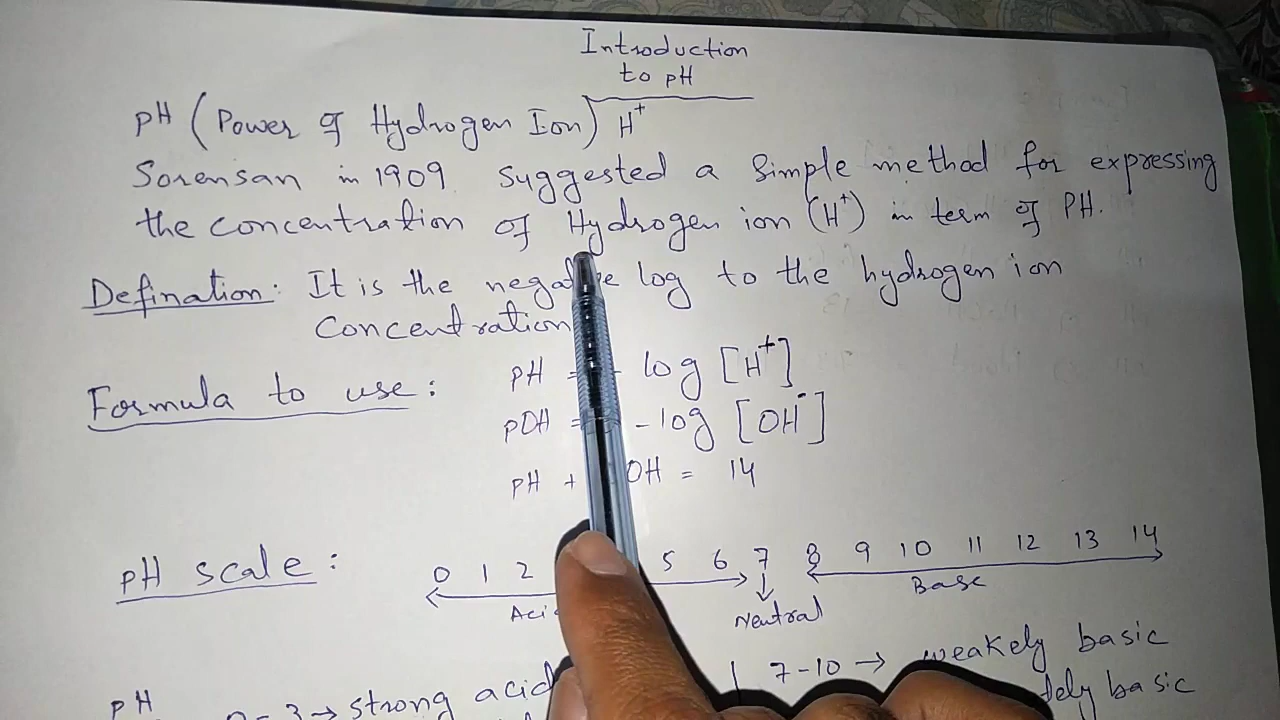 Introduction
to pH
pH (Power of Hydrogen Ion) H⁺
Sorensan in 1909 suggested a Simple method for expressing
the concentration of Hydrogen ion (H⁺) in term of PH.
Defination: It is the negative log to the hydrogen ion
Concentration
Formula to use: pH = - log [H⁺]
pOH = - log [OH⁻]
pH + OH = 14
pH scale: 0 1 2 5 6 7 8 9 10 11 12 13 14
Neutral Base
7-10 → weakely basic
pH 0-3 → strong acid basic